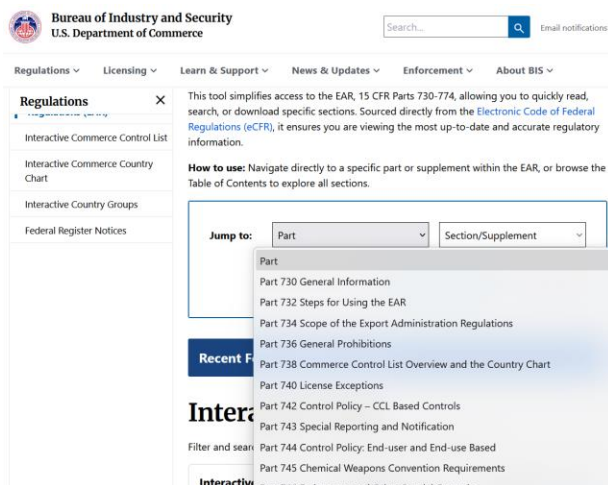 Bureau of Industry and Security
U.S. Department of Commerce
Search...
Email notifications
Regulations
Licensing
Learn & Support
News & Updates
Enforcement
About BIS
Regulations
Interactive Commerce Control List
Interactive Commerce Country
Chart
Interactive Country Groups
Federal Register Notices
This tool simplifies access to the EAR, 15 CFR Parts 730-774, allowing you to quickly read,
search, or download specific sections. Sourced directly from the Electronic Code of Federal
Regulations (eCFR), it ensures you are viewing the most up-to-date and accurate regulatory
information.
How to use: Navigate directly to a specific part or supplement within the EAR, or browse the
Table of Contents to explore all sections.
Jump to:
Part
Section/Supplement
Part
Part 730 General Information
Part 732 Steps for Using the EAR
Part 734 Scope of the Export Administration Regulations
Part 736 General Prohibitions
Part 738 Commerce Control List Overview and the Country Chart
Part 740 License Exceptions
Part 742 Control Policy – CCL Based Controls
Part 743 Special Reporting and Notification
Part 744 Control Policy: End-user and End-use Based
Part 745 Chemical Weapons Convention Requirements
Recent F
Intera
Filter and sear
Interactive